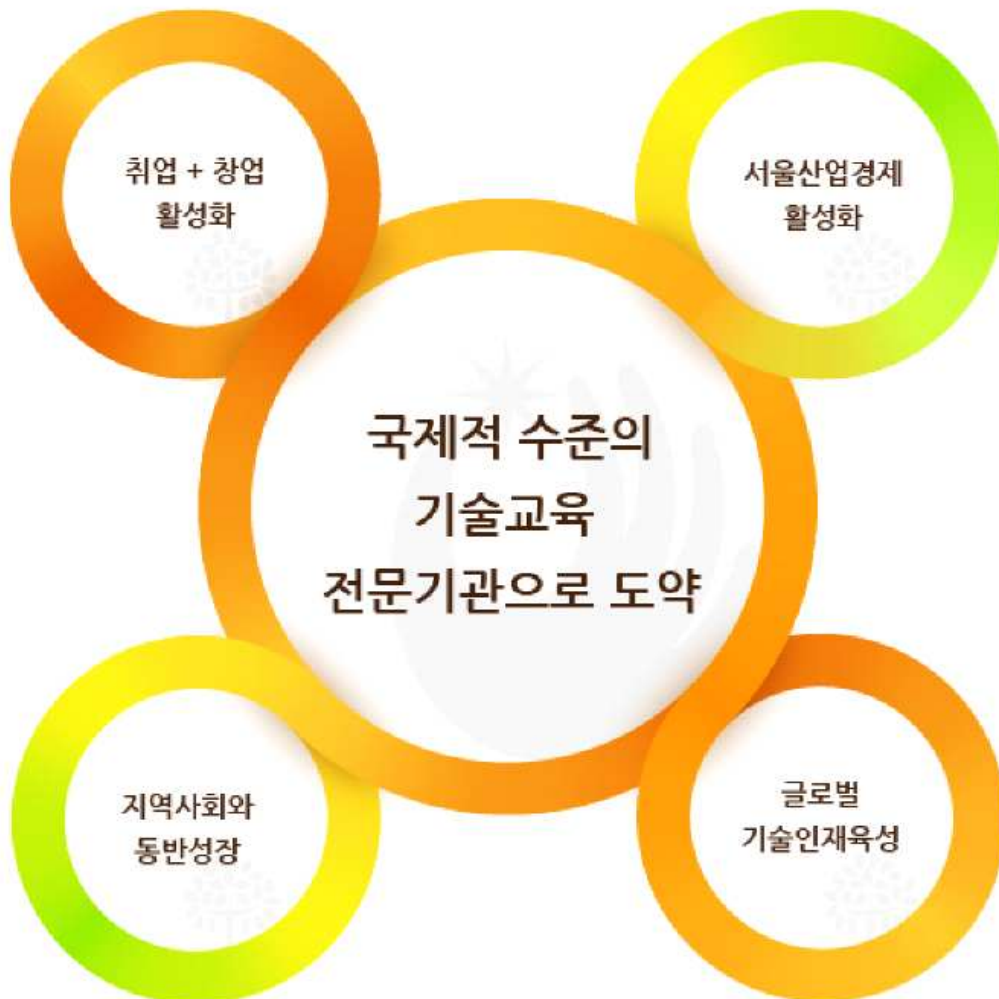 취업 + 창업
활성화
서울산업경제
활성화
국제적 수준의
기술교육
전문기관으로 도약
지역사회와
동반성장
글로벌
기술인재육성